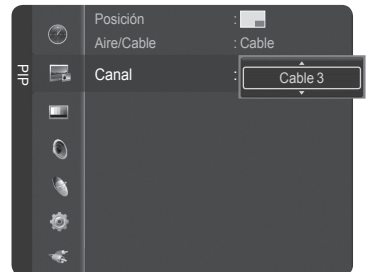 PIP
Posición : 
Aire/Cable : Cable
Canal : Cable 3